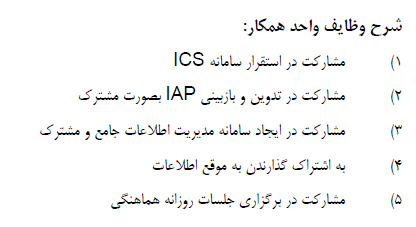 شرح وظایف واحد همکار:
۱) مشارکت در استقرار سامانه ICS
۲) مشارکت در تدوین و بازبینی IAP بصورت مشترک
۳) مشارکت در ایجاد سامانه مدیریت اطلاعات جامع و مشترک
۴) به اشتراک گذارندن به موقع اطلاعات
۵) مشارکت در برگزاری جلسات روزانه هماهنگی